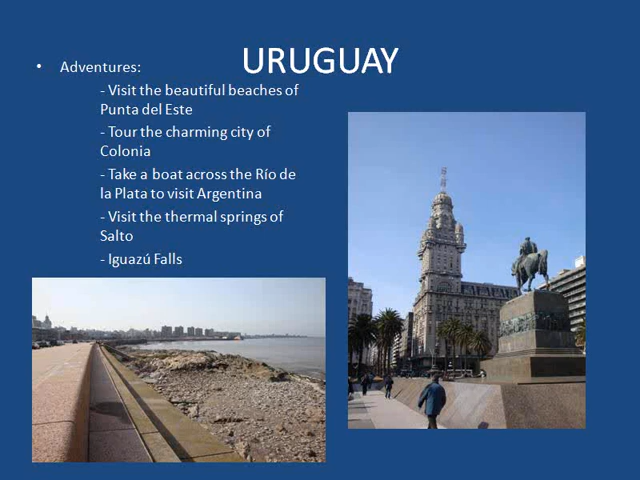 URUGUAY
• Adventures:
- Visit the beautiful beaches of
Punta del Este
- Tour the charming city of
Colonia
- Take a boat across the Río de
la Plata to visit Argentina
- Visit the thermal springs of
Salto
- Iguazú Falls